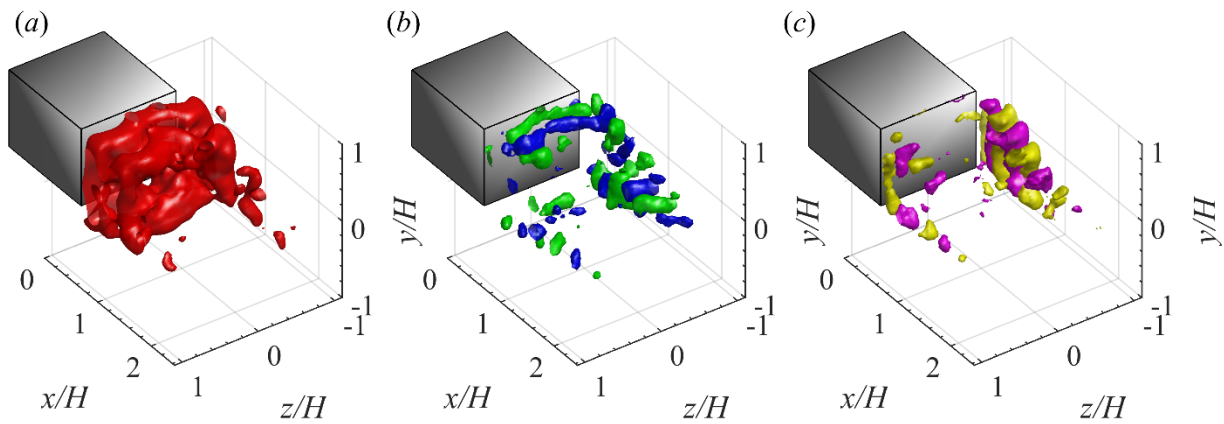 (a) (b) (c)
1 1 1
y/H 0 y/H 0 y/H 0
0 0 0
-1 -1 -1
1 -1 1 -1 1 -1
2 0 2 0 2 0
x/H 1 z/H x/H 1 z/H x/H 1 z/H